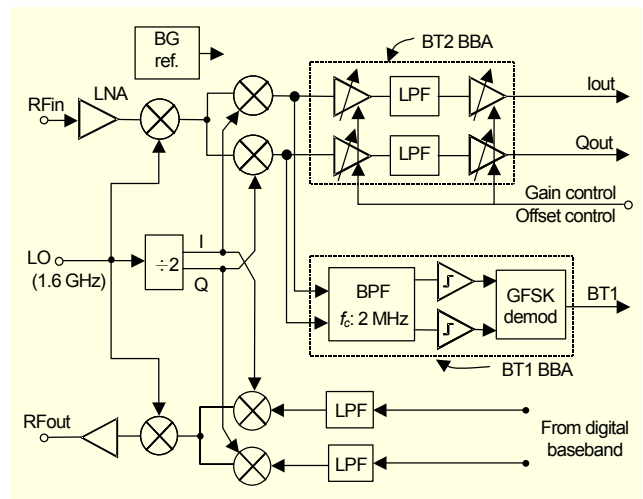 BG
ref.
BT2 BBA
RFin
LNA
LPF
Iout
LPF
Qout
Gain control
Offset control
LO
(1.6 GHz)
÷2
I
Q
BPF
fc: 2 MHz
GFSK
demod
BT1
BT1 BBA
RFout
LPF
LPF
From digital
baseband